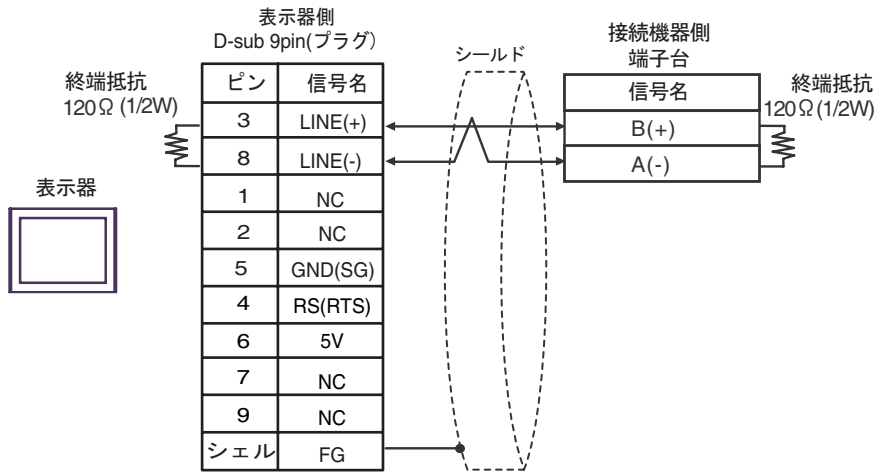 表示器側
D-sub 9pin(プラグ)
終端抵抗
120Ω (1/2W)
ピン 信号名
3 LINE(+)
8 LINE(-)
1 NC
2 NC
5 GND(SG)
4 RS(RTS)
6 5V
7 NC
9 NC
シェル FG
表示器
シールド
接続機器側
端子台
信号名
B(+)
A(-)
終端抵抗
120Ω(1/2W)